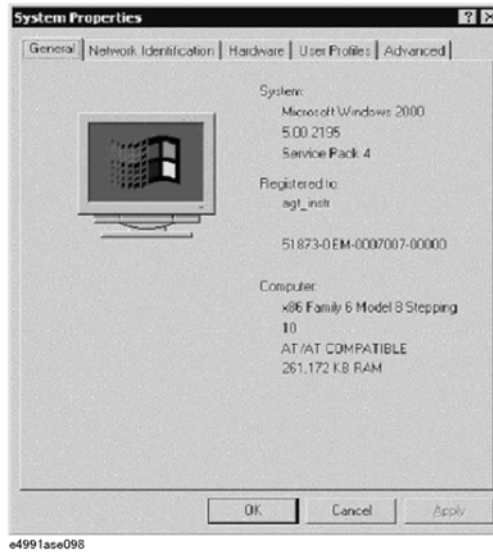 System Properties
General Network Identification Hardware User Profiles Advanced
System:
Microsoft Windows 2000
5.00.2195
Service Pack 4
Registered to:
agt_instr
51873-OEM-0007007-00000
Computer:
x86 Family 6 Model 8 Stepping
10
AT/AT COMPATIBLE
261,172 KB RAM
OK Cancel Apply
e4991ase098